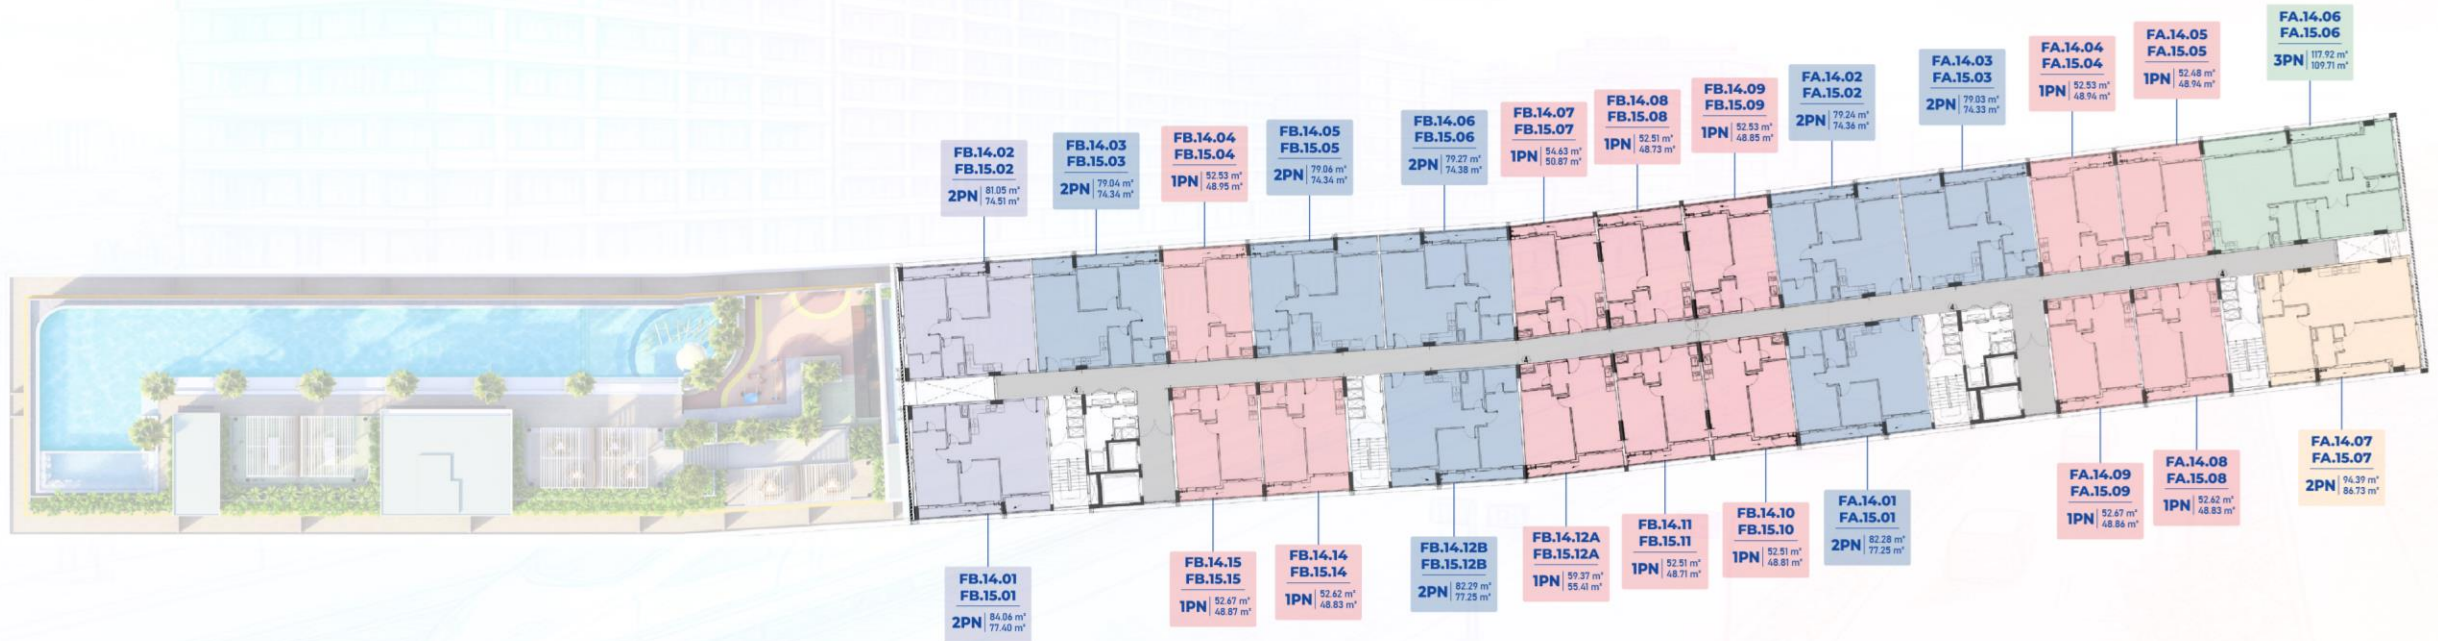 FB.14.02
FB.15.02
2PN 81.05 m²
74.51 m²
FB.14.03
FB.15.03
2PN 79.04 m²
74.34 m²
FB.14.04
FB.15.04
1PN 52.53 m²
48.95 m²
FB.14.05
FB.15.05
2PN 79.06 m²
74.34 m²
FB.14.06
FB.15.06
2PN 79.27 m²
74.38 m²
FB.14.07
FB.15.07
1PN 54.63 m²
50.87 m²
FB.14.08
FB.15.08
1PN 52.51 m²
48.73 m²
FB.14.09
FB.15.09
1PN 52.53 m²
48.85 m²
FA.14.02
FA.15.02
2PN 79.24 m²
74.36 m²
FA.14.03
FA.15.03
2PN 79.03 m²
74.33 m²
FA.14.04
FA.15.04
1PN 52.53 m²
48.94 m²
FA.14.05
FA.15.05
1PN 52.48 m²
48.94 m²
FA.14.06
FA.15.06
3PN 117.92 m²
109.71 m²
FB.14.01
FB.15.01
2PN 84.06 m²
77.40 m²
FB.14.15
FB.15.15
1PN 52.67 m²
48.87 m²
FB.14.14
FB.15.14
1PN 52.62 m²
48.83 m²
FB.14.12B
FB.15.12B
2PN 82.29 m²
77.25 m²
FB.14.12A
FB.15.12A
1PN 59.37 m²
55.41 m²
FB.14.11
FB.15.11
1PN 52.51 m²
48.71 m²
FB.14.10
FB.15.10
1PN 52.51 m²
48.81 m²
FA.14.01
FA.15.01
2PN 82.28 m²
77.25 m²
FA.14.09
FA.15.09
1PN 52.67 m²
48.86 m²
FA.14.08
FA.15.08
1PN 52.62 m²
48.83 m²
FA.14.07
FA.15.07
2PN 94.39 m²
86.73 m²